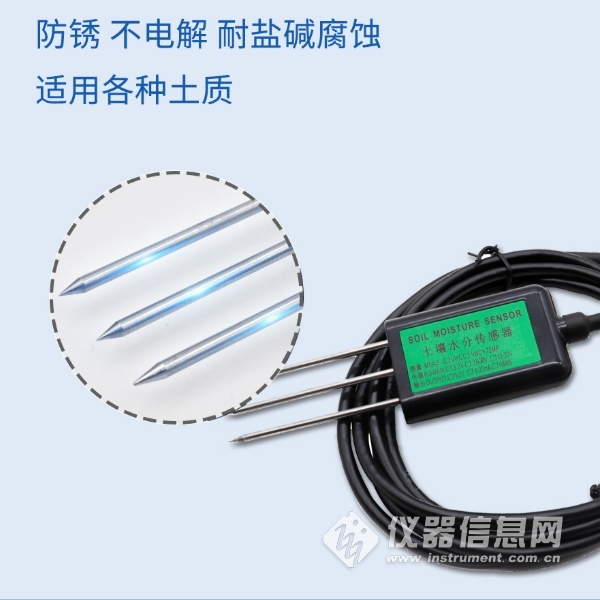 防锈 不电解 耐盐碱腐蚀
适用各种土质
SOIL MOISTURE SENSOR
土壤水分传感器
仪器信息网
www.instrument.com.cn